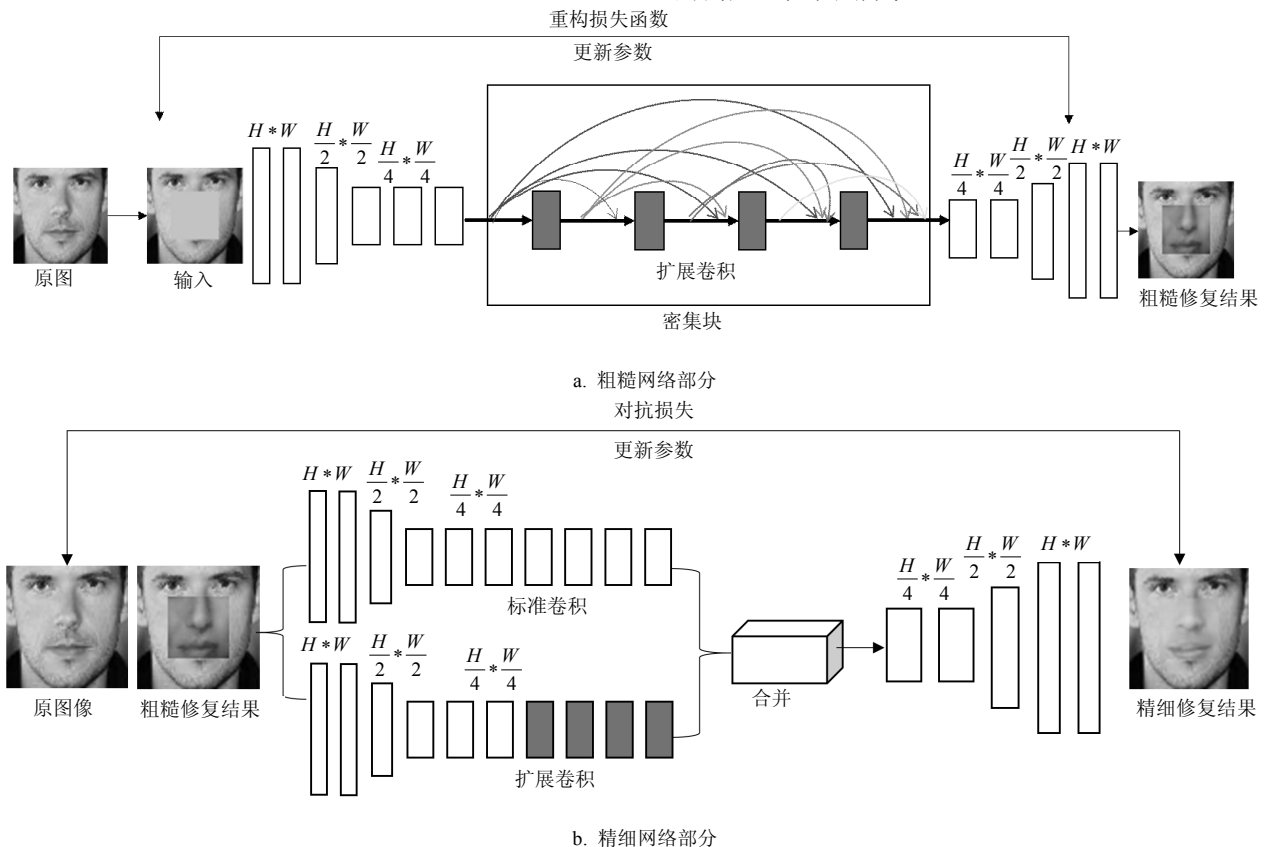 重构损失函数
更新参数
H*W
H/2*W/2
H/4*W/4
H/4*W/4
H/2*W/2
H*W
原图
输入
扩展卷积
密集块
粗糙修复结果
a. 粗糙网络部分
对抗损失
更新参数
H*W
H/2*W/2
H/4*W/4
标准卷积
H*W
H/2*W/2
H/4*W/4
扩展卷积
原图像
粗糙修复结果
合并
H/4*W/4
H/2*W/2
H*W
精细修复结果
b. 精细网络部分